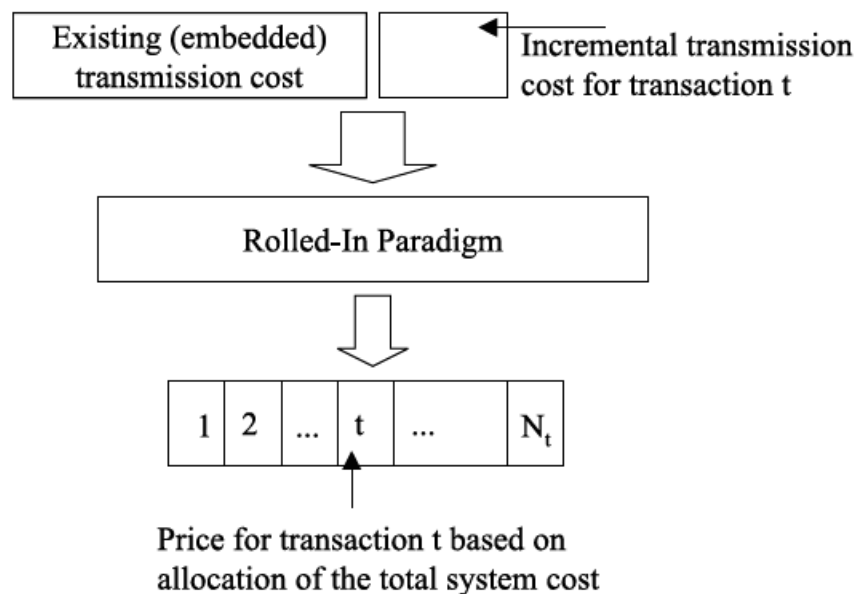 Existing (embedded)
transmission cost
Incremental transmission
cost for transaction t
Rolled-In Paradigm
1 2 ... t ... Nt
Price for transaction t based on
allocation of the total system cost